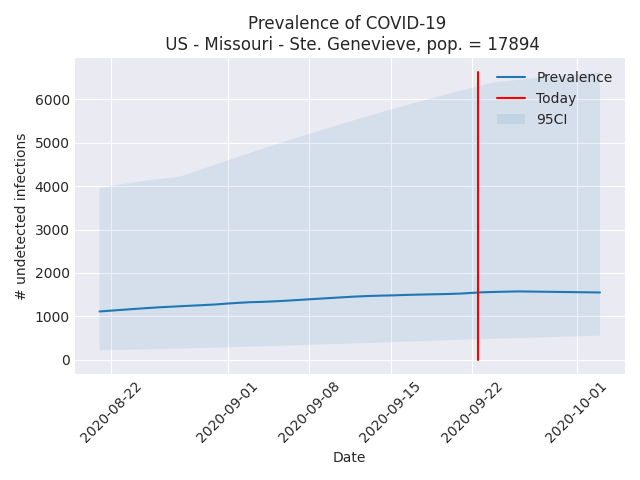 Prevalence of COVID-19
US - Missouri - Ste. Genevieve, pop. = 17894
Prevalence
Today
95CI
6000
5000
4000
3000
2000
1000
0
# undetected infections
2020-08-22
2020-09-01
2020-09-08
2020-09-15
2020-09-22
2020-10-01
Date